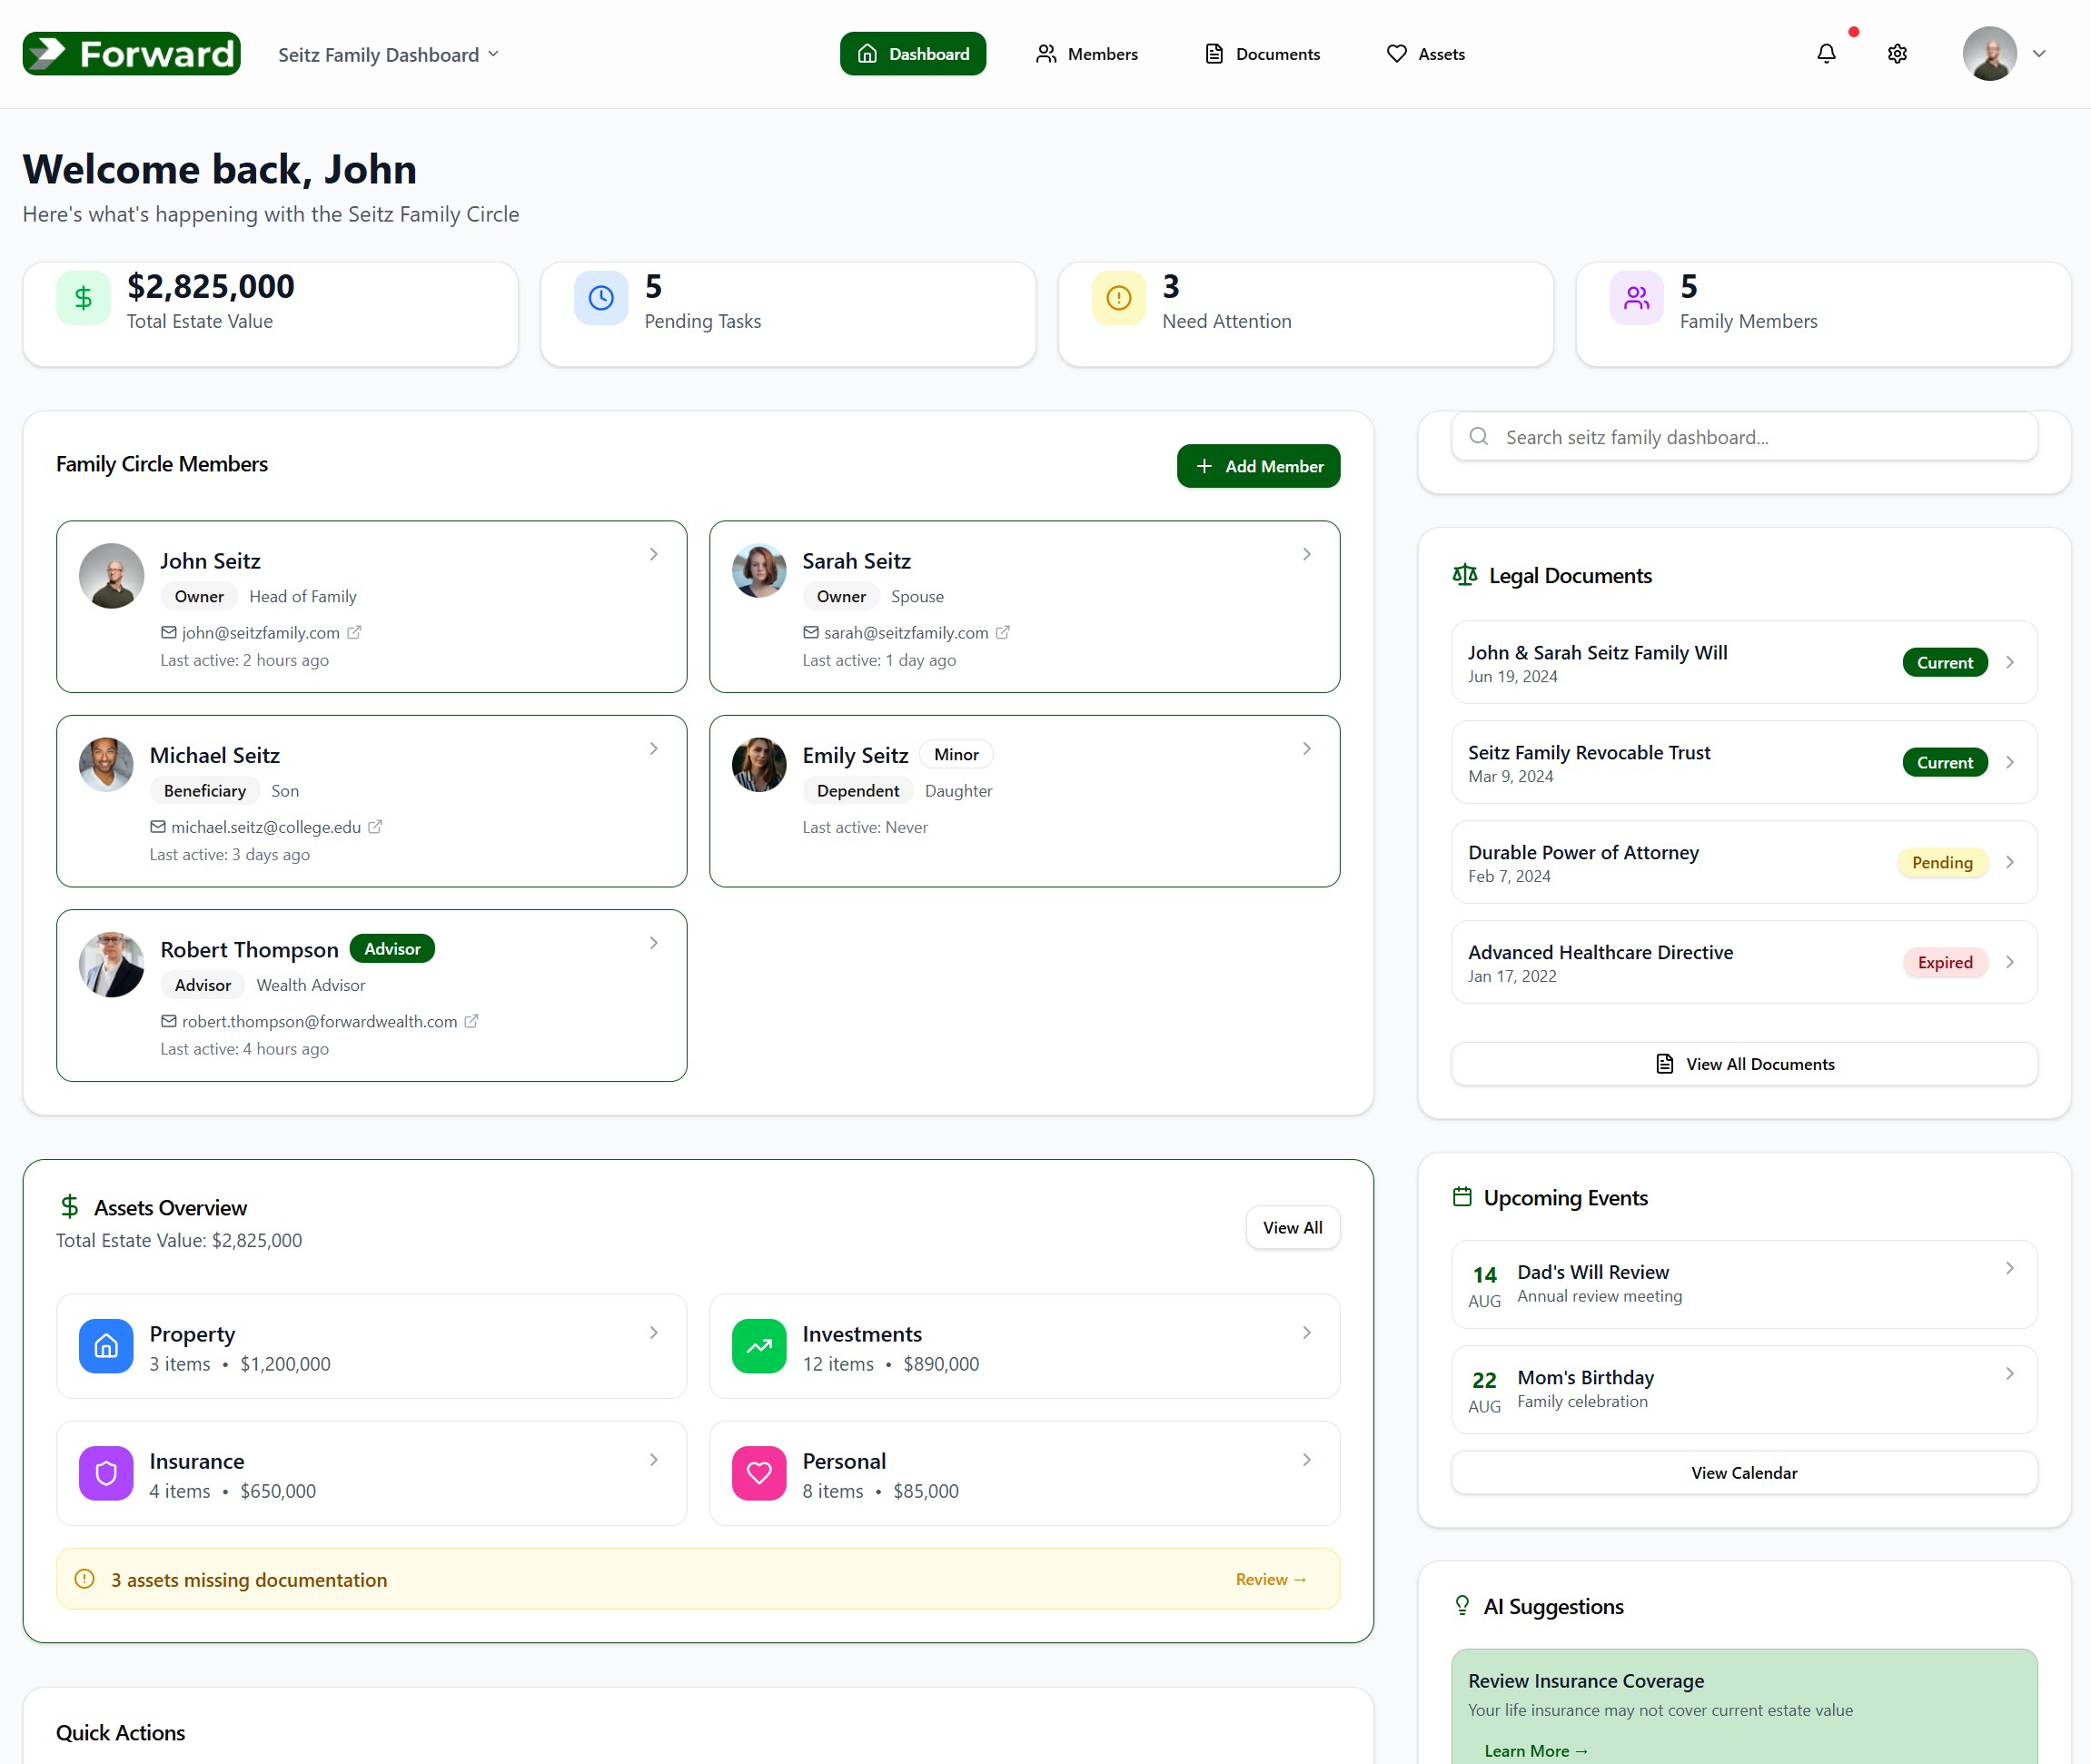 Forward
Seitz Family Dashboard
Dashboard
Members
Documents
Assets
Welcome back, John
Here's what's happening with the Seitz Family Circle
$2,825,000
Total Estate Value
5
Pending Tasks
3
Need Attention
5
Family Members
Family Circle Members
Add Member
John Seitz
Owner Head of Family
john@seitzfamily.com
Last active: 2 hours ago
Sarah Seitz
Owner Spouse
sarah@seitzfamily.com
Last active: 1 day ago
Michael Seitz
Beneficiary Son
michael.seitz@college.edu
Last active: 3 days ago
Emily Seitz Minor
Dependent Daughter
Last active: Never
Robert Thompson Advisor
Advisor Wealth Advisor
robert.thompson@forwardwealth.com
Last active: 4 hours ago
Assets Overview
Total Estate Value: $2,825,000
View All
Property
3 items • $1,200,000
Investments
12 items • $890,000
Insurance
4 items • $650,000
Personal
8 items • $85,000
3 assets missing documentation
Review →
Quick Actions
Search seitz family dashboard...
Legal Documents
John & Sarah Seitz Family Will
Jun 19, 2024
Current
Seitz Family Revocable Trust
Mar 9, 2024
Current
Durable Power of Attorney
Feb 7, 2024
Pending
Advanced Healthcare Directive
Jan 17, 2022
Expired
View All Documents
Upcoming Events
14
AUG
Dad's Will Review
Annual review meeting
22
AUG
Mom's Birthday
Family celebration
View Calendar
AI Suggestions
Review Insurance Coverage
Your life insurance may not cover current estate value
Learn More →